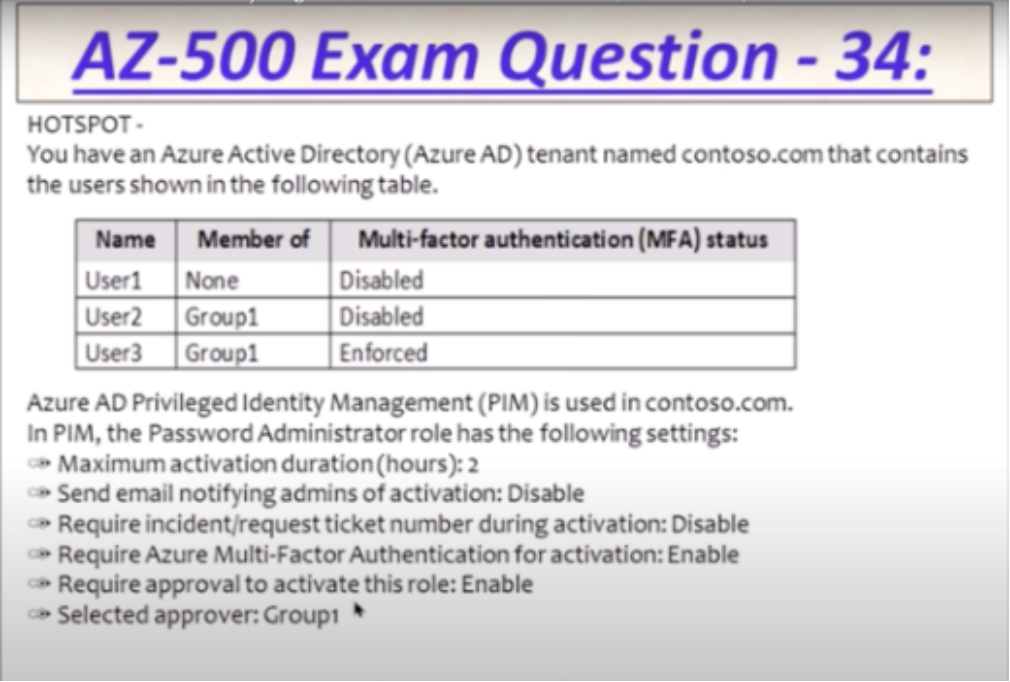 AZ-500 Exam Question - 34:
HOTSPOT -
You have an Azure Active Directory (Azure AD) tenant named contoso.com that contains
the users shown in the following table.
Name Member of Multi-factor authentication (MFA) status
User1 None Disabled
User2 Group1 Disabled
User3 Group1 Enforced
Azure AD Privileged Identity Management (PIM) is used in contoso.com.
In PIM, the Password Administrator role has the following settings:
Maximum activation duration (hours): 2
Send email notifying admins of activation: Disable
Require incident/request ticket number during activation: Disable
Require Azure Multi-Factor Authentication for activation: Enable
Require approval to activate this role: Enable
Selected approver: Group1